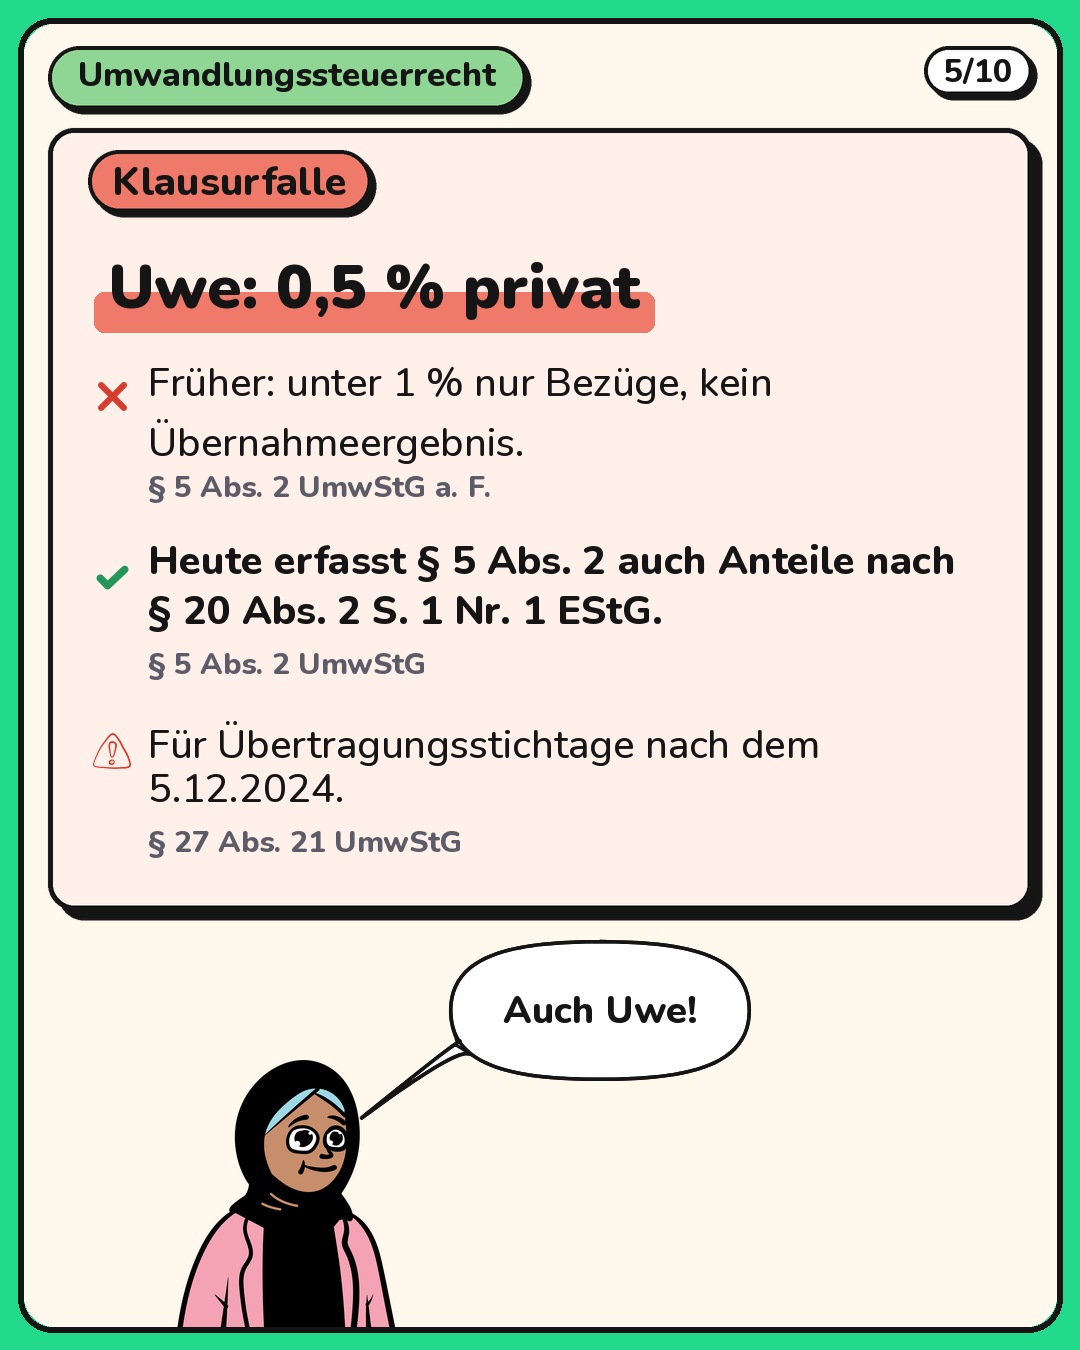 Umwandlungssteuerrecht
5/10
Klausurfalle
Uwe: 0,5 % privat
Früher: unter 1 % nur Bezüge, kein
Übernahmeergebnis.
§ 5 Abs. 2 UmwStG a. F.
Heute erfasst § 5 Abs. 2 auch Anteile nach
§ 20 Abs. 2 S. 1 Nr. 1 EStG.
§ 5 Abs. 2 UmwStG
Für Übertragungsstichtage nach dem
5.12.2024.
§ 27 Abs. 21 UmwStG
Auch Uwe!